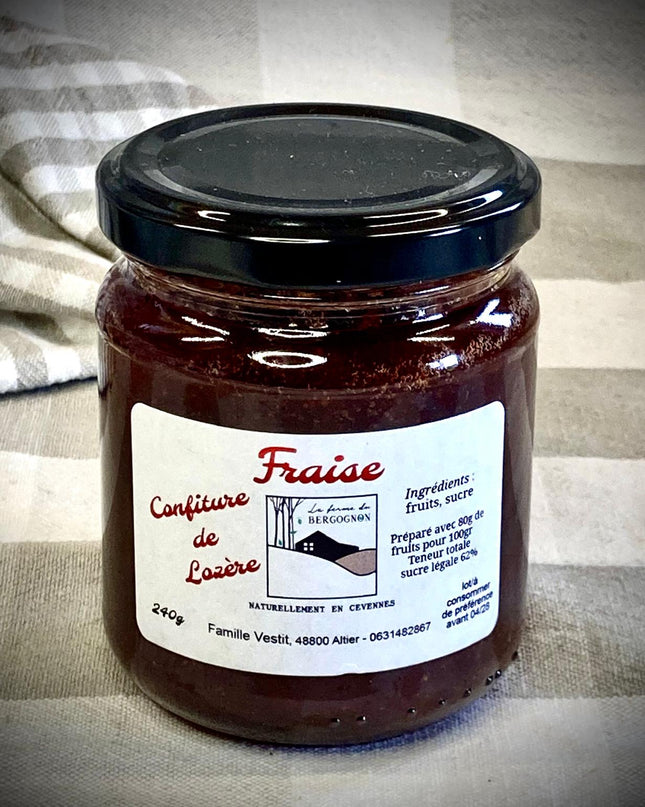 Fraise
Confiture
de
Lozère
240g
La ferme du
BERGOGNON
NATURELLEMENT EN CEVENNES
Ingrédients :
fruits, sucre
Préparé avec 80g de
fruits pour 100gr
Teneur totale
sucre légale 62%
lot/à
consommer
de préférence
avant 04/28
Famille Vestit, 48800 Altier - 0631482867